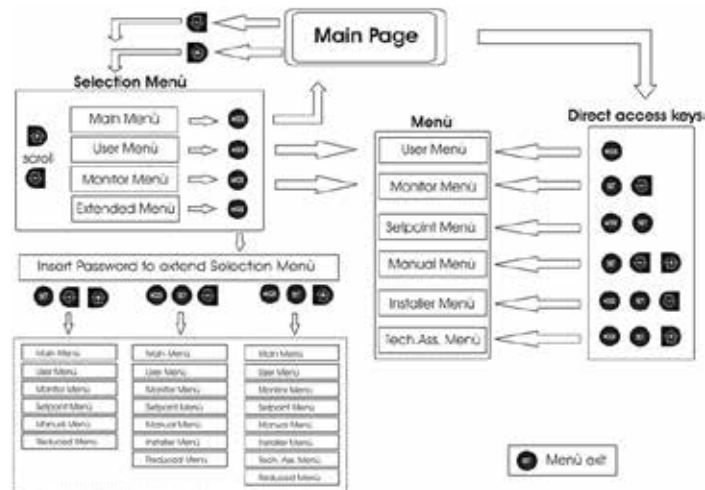 Main Page
Selection Menù
Main Menù
User Menù
Monitor Menù
Extended Menù
scroll
Menù
User Menù
Monitor Menù
Setpoint Menù
Manual Menù
Installer Menù
Tech.Ass. Menù
Direct access keys:
Insert Password to extend Selection Menù
Main Menù
User Menù
Monitor Menù
Setpoint Menù
Manual Menù
Reduced Menù
Main Menù
User Menù
Monitor Menù
Setpoint Menù
Manual Menù
Installer Menù
Reduced Menù
Main Menù
User Menù
Monitor Menù
Setpoint Menù
Manual Menù
Installer Menù
Tech. Ass. Menù
Reduced Menù
Menù exit